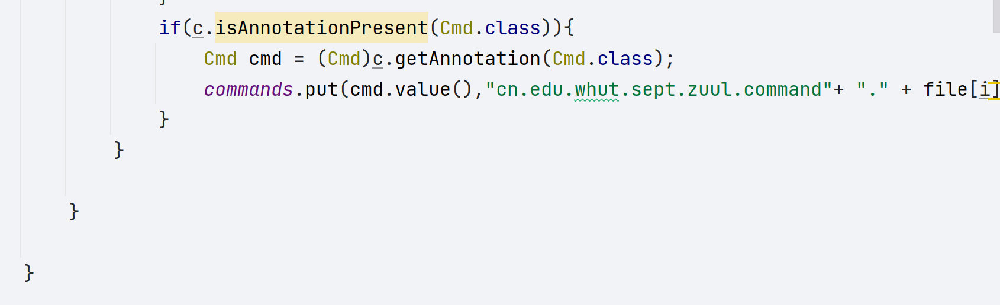 }
if(c.isAnnotationPresent(Cmd.class)){
Cmd cmd = (Cmd)c.getAnnotation(Cmd.class);
commands.put(cmd.value(),"cn.edu.whut.sept.zuul.command"+ "." + file[i]
}
}
}
}